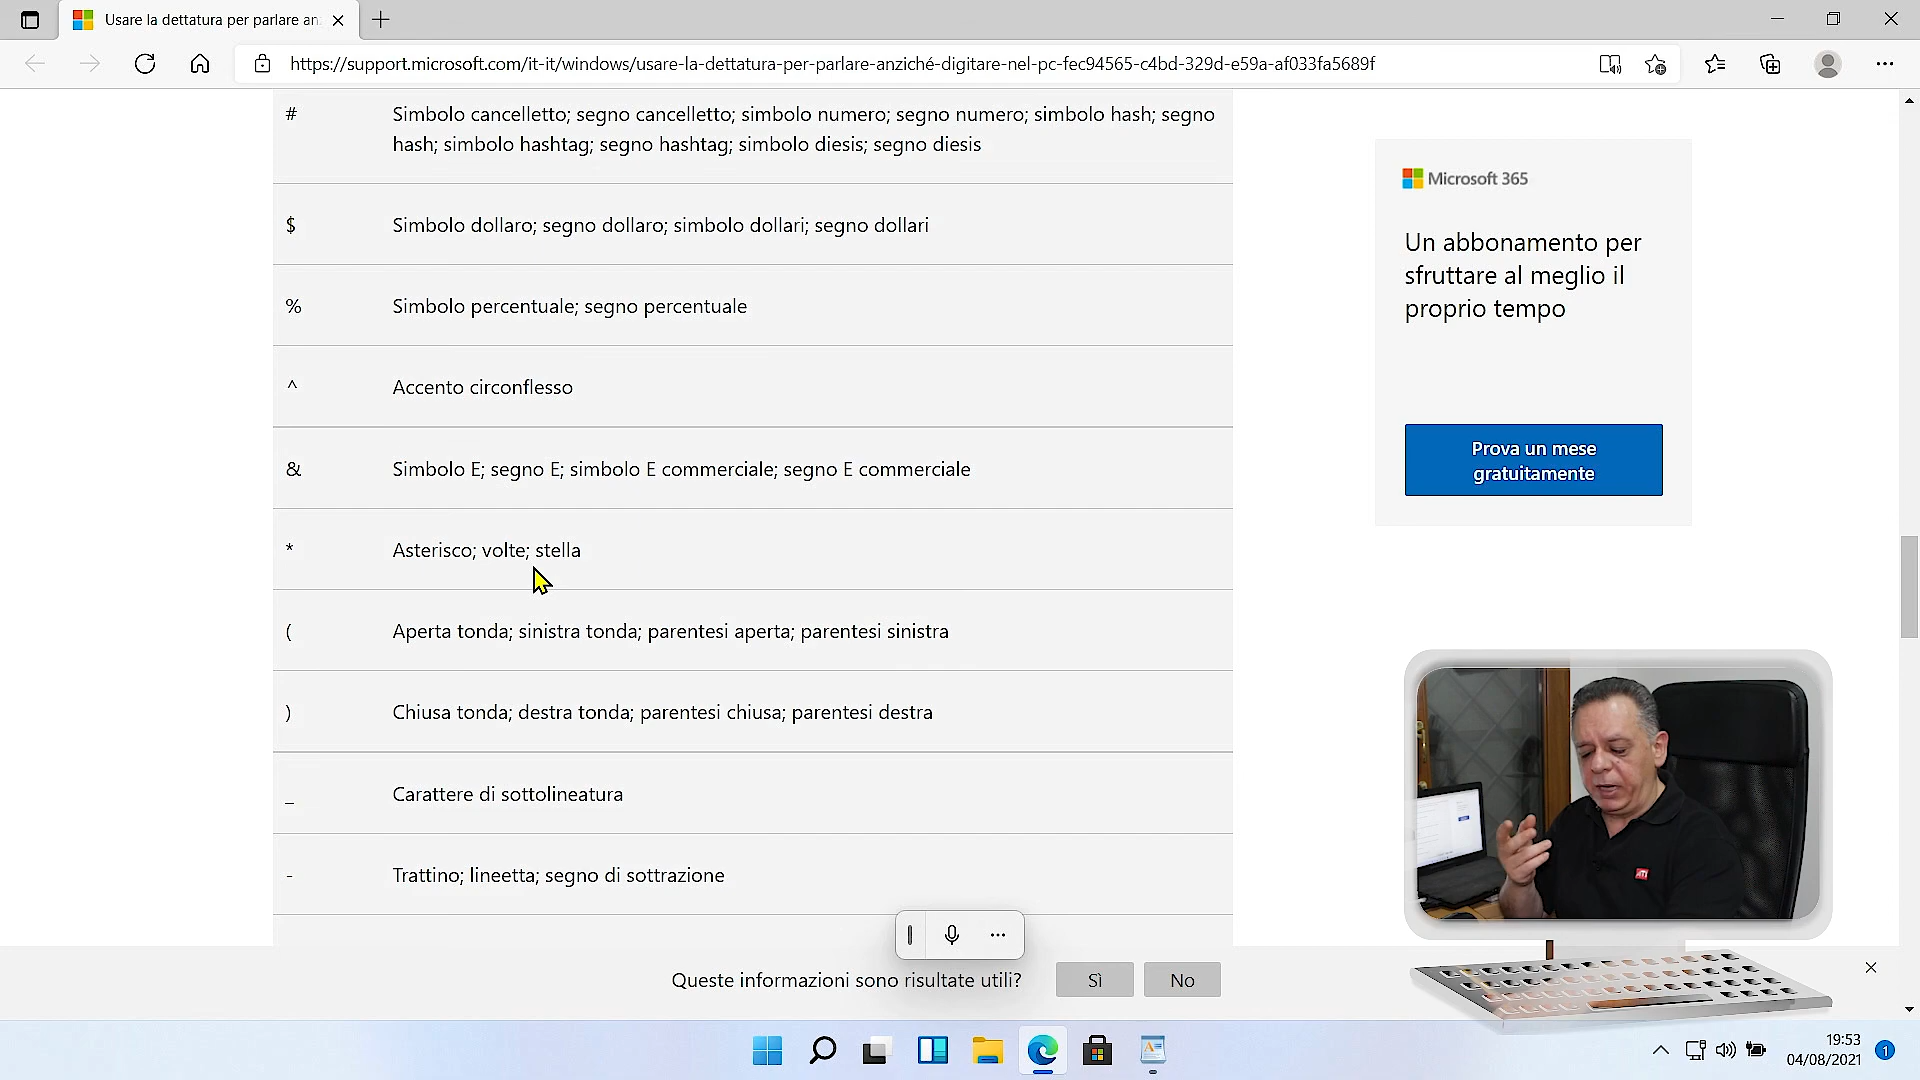 Usare la dettatura per parlare an
https://support.microsoft.com/it-it/windows/usare-la-dettatura-per-parlare-anziché-digitare-nel-pc-fec94565-c4bd-329d-e59a-af033fa5689f
# Simbolo cancelletto; segno cancelletto; simbolo numero; segno numero; simbolo hash; segno
hash; simbolo hashtag; segno hashtag; simbolo diesis; segno diesis
$ Simbolo dollaro; segno dollaro; simbolo dollari; segno dollari
% Simbolo percentuale; segno percentuale
^ Accento circonflesso
& Simbolo E; segno E; simbolo E commerciale; segno E commerciale
* Asterisco; volte; stella
( Aperta tonda; sinistra tonda; parentesi aperta; parentesi sinistra
) Chiusa tonda; destra tonda; parentesi chiusa; parentesi destra
_ Carattere di sottolineatura
- Trattino; lineetta; segno di sottrazione
Microsoft 365
Un abbonamento per
sfruttare al meglio il
proprio tempo
Prova un mese
gratuitamente
Queste informazioni sono risultate utili? Sì No
19:53
04/08/2021
1